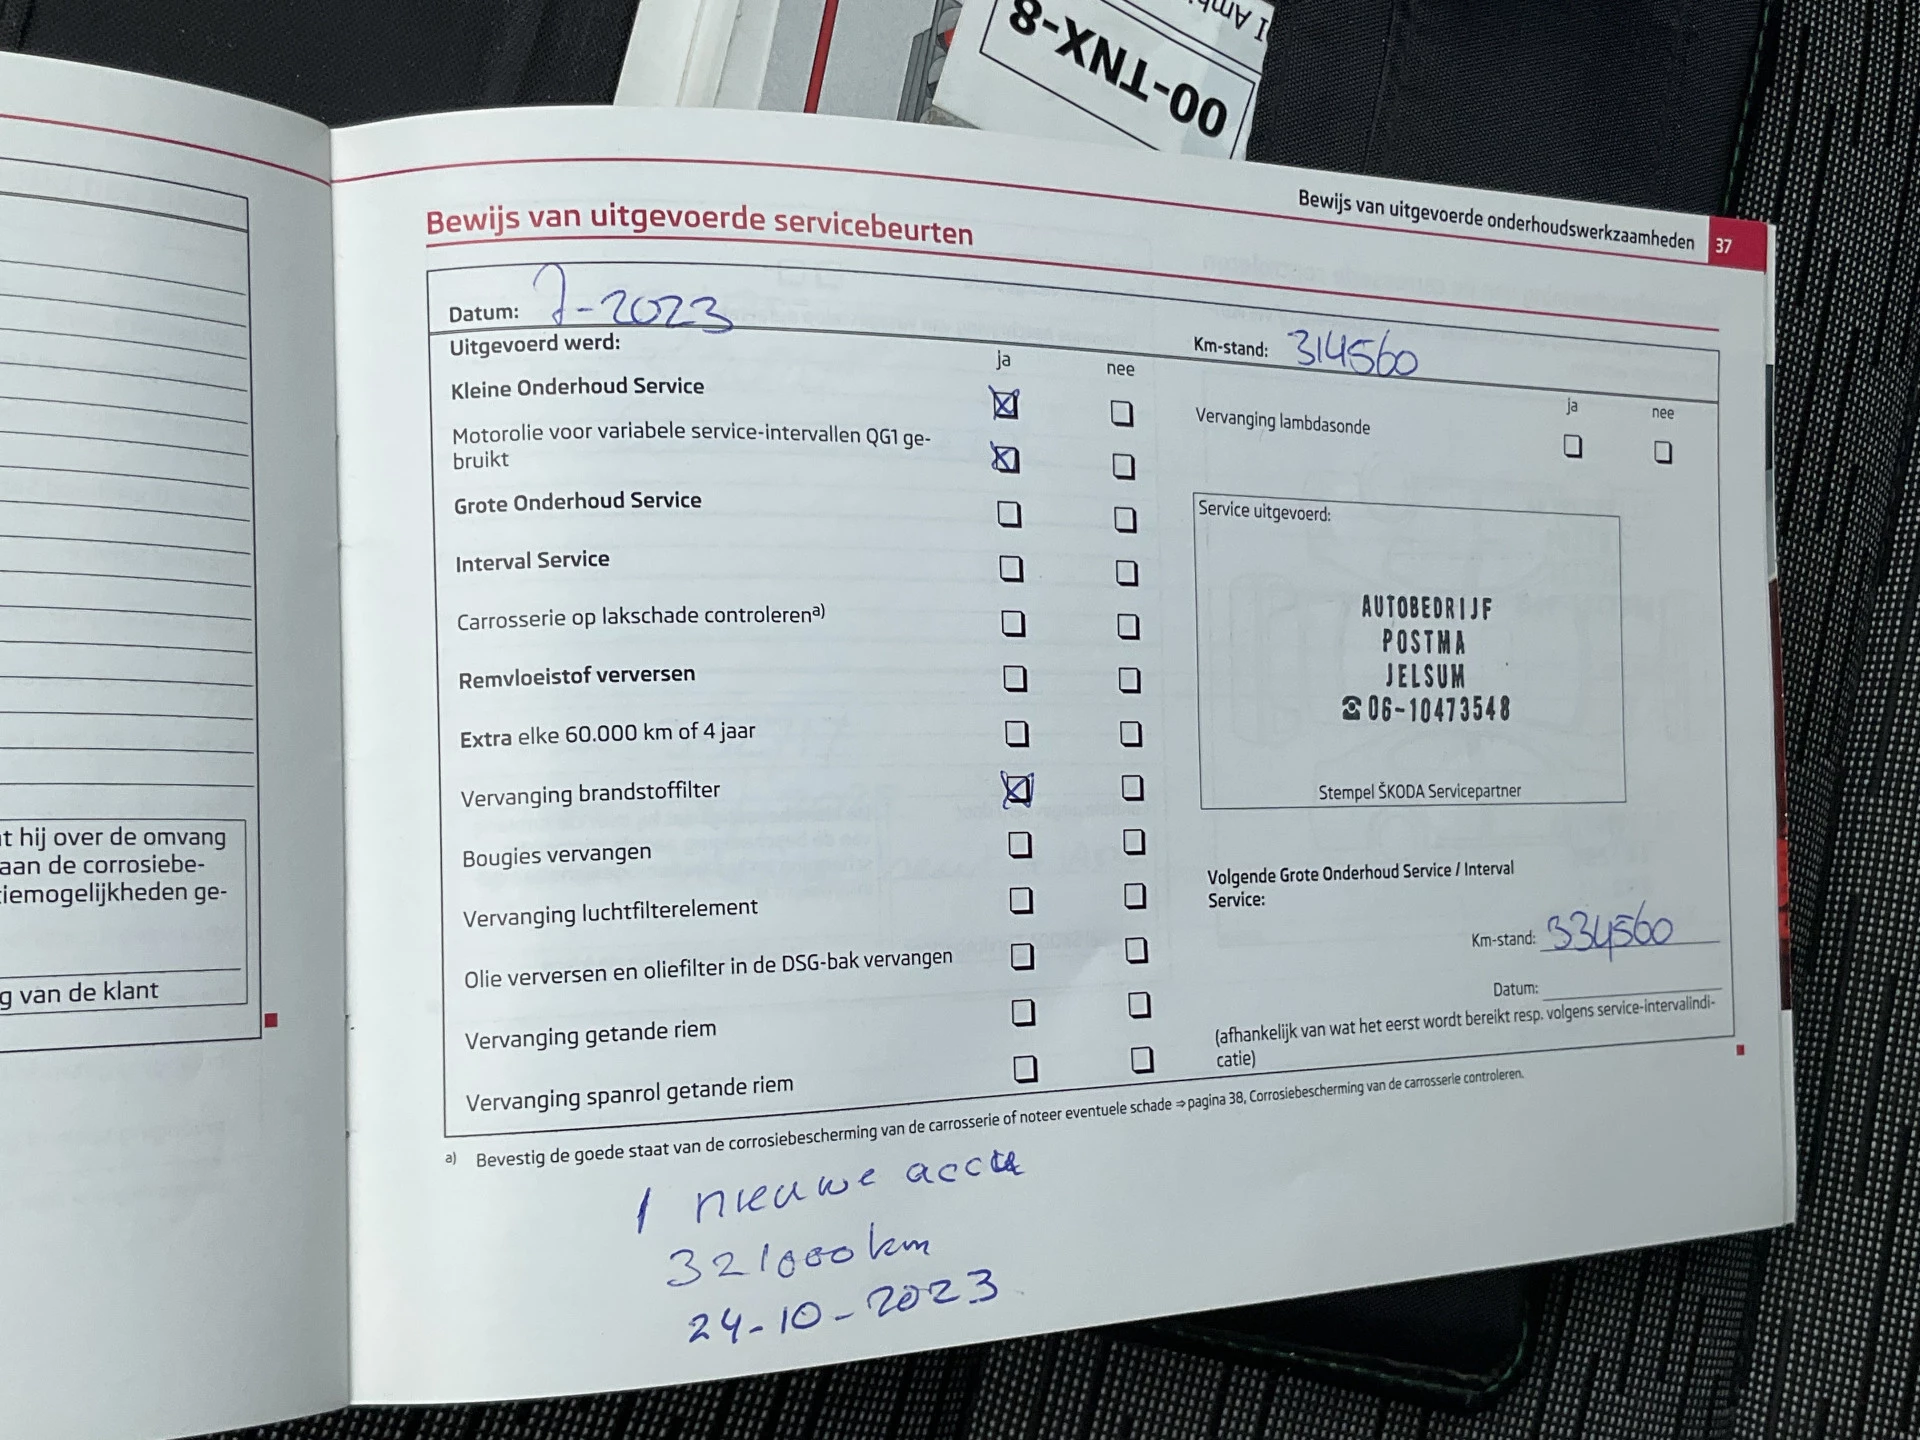 00-TNX-8
Bewijs van uitgevoerde onderhoudswerkzaamheden 37
Bewijs van uitgevoerde servicebeurten
Datum: 7-2023
Km-stand: 314560
Uitgevoerd werd:
ja nee
Kleine Onderhoud Service
Motorolie voor variabele service-intervallen QG1 ge-
bruikt
Grote Onderhoud Service
Interval Service
Carrosserie op lakschade controleren a)
Remvloeistof verversen
Extra elke 60.000 km of 4 jaar
Vervanging brandstoffilter
Bougies vervangen
Vervanging luchtfilterelement
Olie verversen en oliefilter in de DSG-bak vervangen
Vervanging getande riem
Vervanging spanrol getande riem
ja nee
Vervanging lambdasonde
Service uitgevoerd:
AUTOBEDRIJF
POSTMA
JELSUM
☎ 06-10473548
Stempel ŠKODA Servicepartner
Volgende Grote Onderhoud Service / Interval
Service:
Km-stand: 334560
Datum:
(afhankelijk van wat het eerst wordt bereikt resp. volgens service-intervalindi-
catie)
a) Bevestig de goede staat van de corrosiebescherming van de carrosserie of noteer eventuele schade ⇒ pagina 38, Corrosiebescherming van de carrosserie controleren.
1 nieuwe accu
321000 km
24-10-2023
t hij over de omvang
aan de corrosiebe-
iemogelijkheden ge-
g van de klant